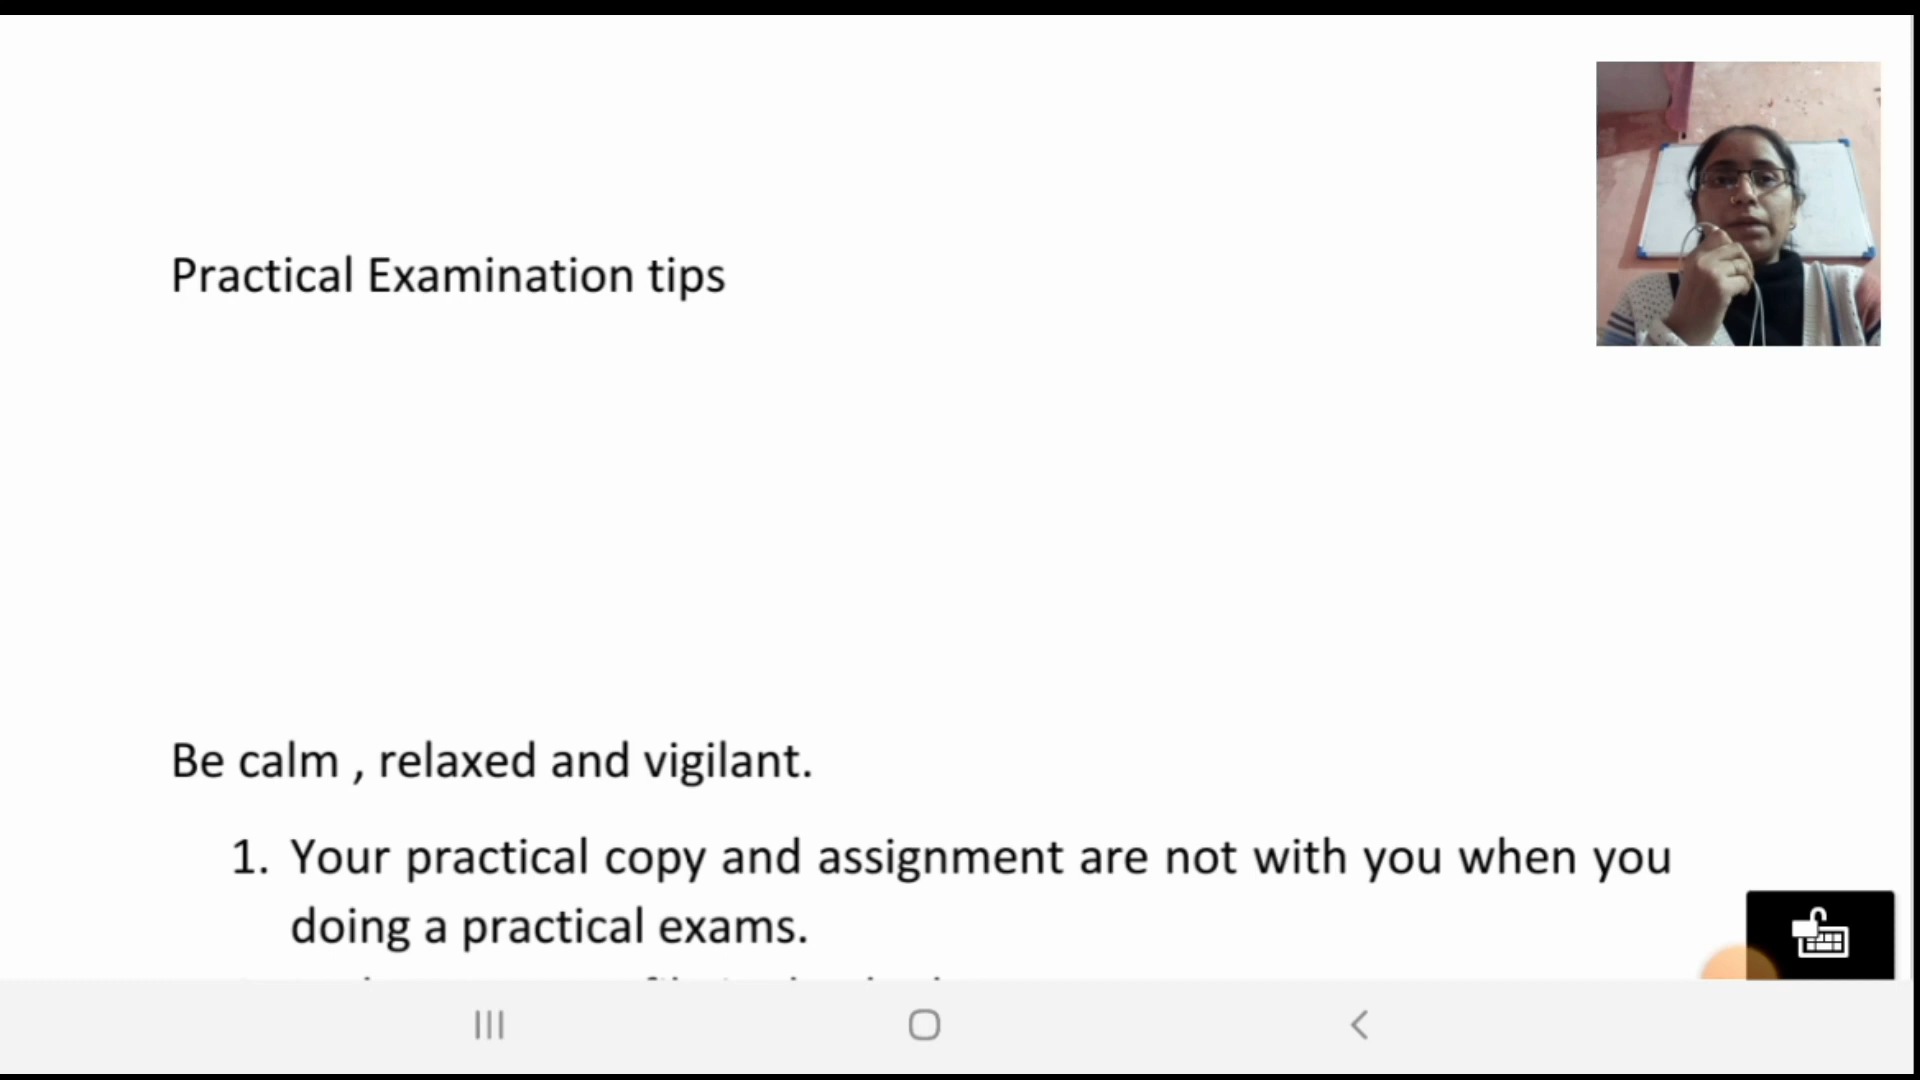 Practical Examination tips
Be calm , relaxed and vigilant.
1. Your practical copy and assignment are not with you when you
doing a practical exams.